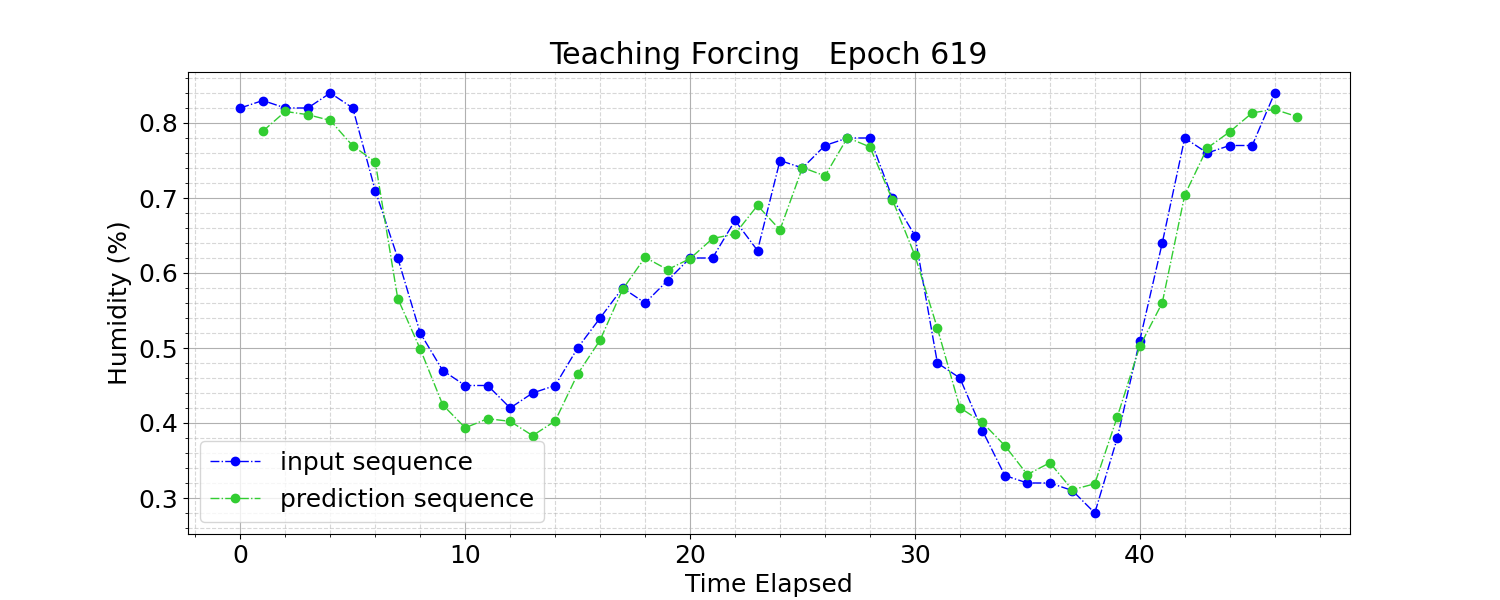 Teaching Forcing   Epoch 619
Humidity (%)
0.8
0.7
0.6
0.5
0.4
0.3
input sequence
prediction sequence
0 10 20 30 40
Time Elapsed